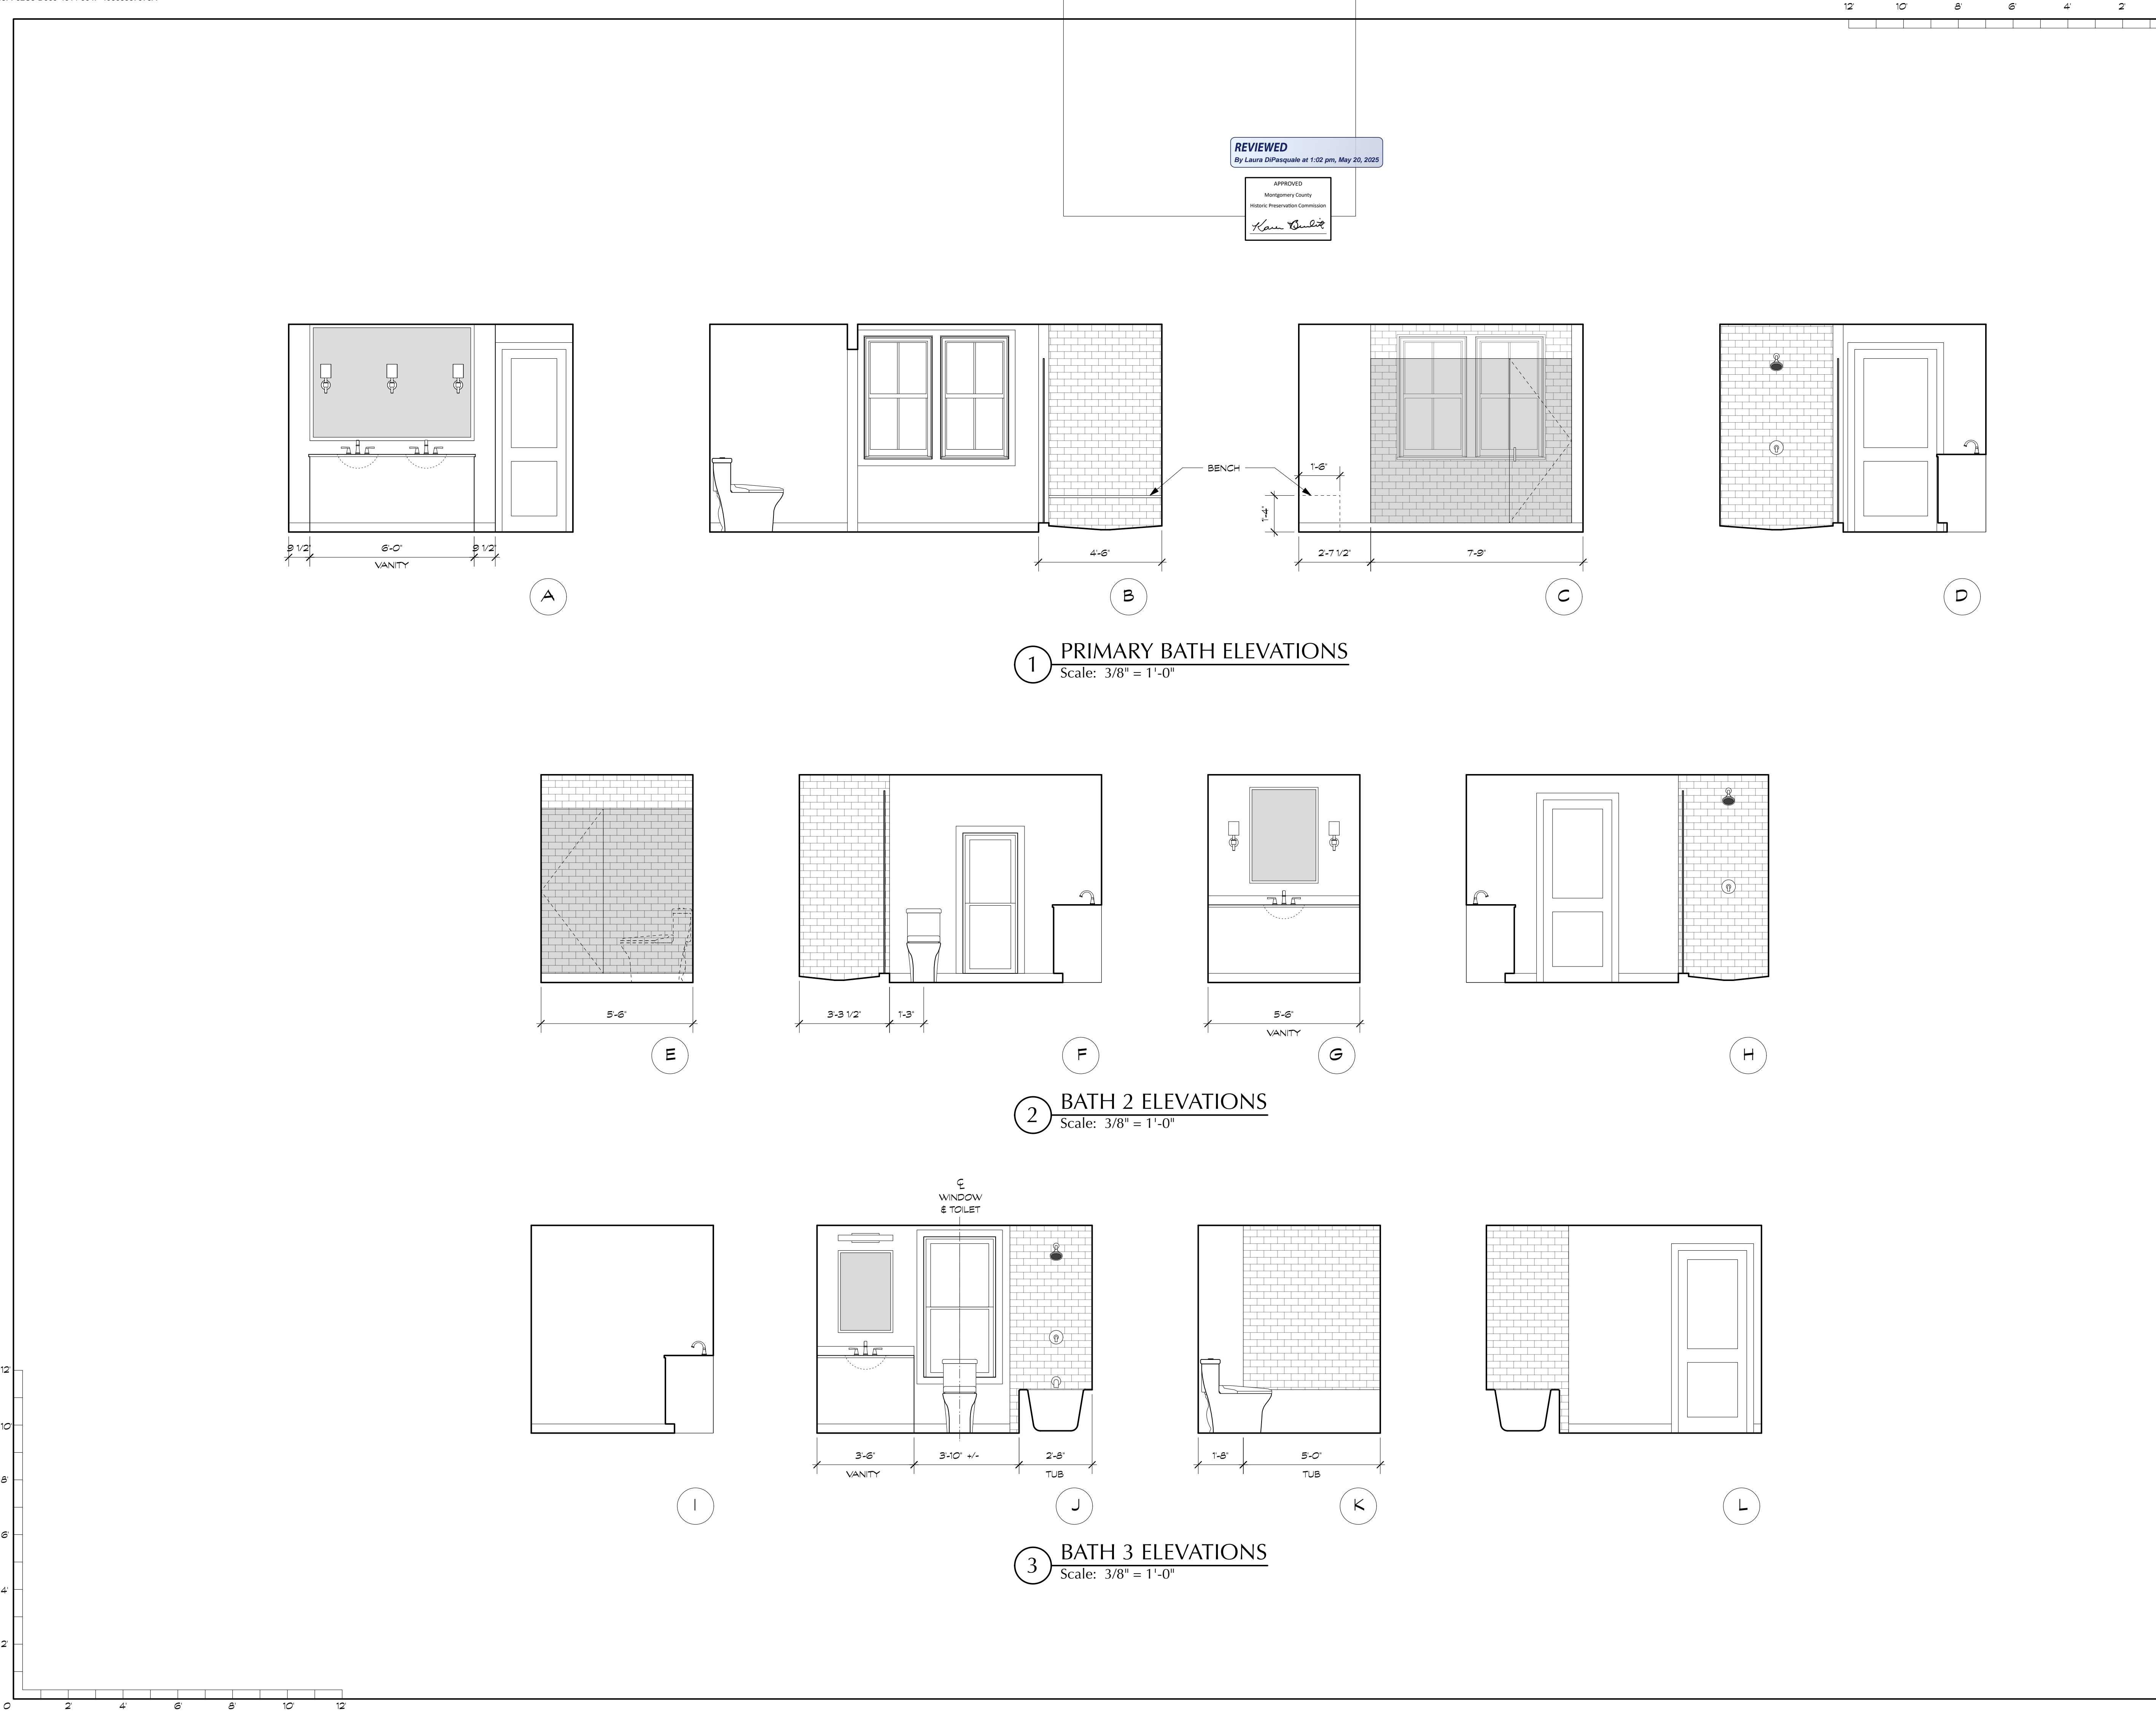 12' 10' 8' 6' 4' 2'
REVIEWED
By Laura DiPasquale at 1:02 pm, May 20, 2025
APPROVED
Montgomery County
Historic Preservation Commission
BENCH
1'-6"
1'-4"
9 1/2" 6'-0" 9 1/2"
VANITY
4'-6"
2'-7 1/2" 7'-9"
A B C D
1 PRIMARY BATH ELEVATIONS
Scale: 3/8" = 1'-0"
5'-6"
3'-3 1/2" 1'-3"
5'-6"
VANITY
E F G H
2 BATH 2 ELEVATIONS
Scale: 3/8" = 1'-0"
℄
WINDOW
& TOILET
3'-6" 3'-10" +/- 2'-8"
VANITY TUB
1'-8" 5'-0"
TUB
I J K L
3 BATH 3 ELEVATIONS
Scale: 3/8" = 1'-0"
12'
10'
8'
6'
4'
2'
0 2' 4' 6' 8' 10' 12'